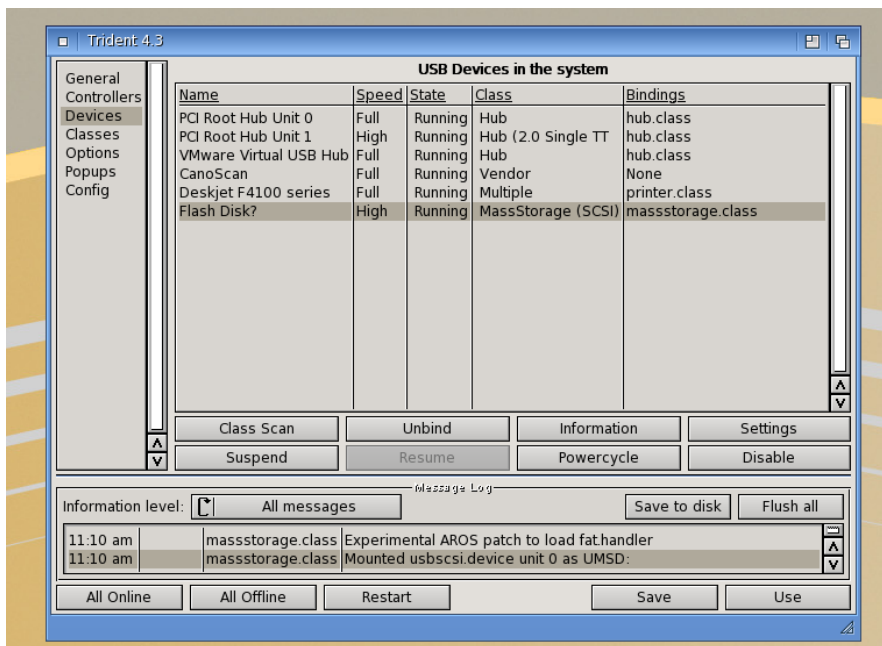 Trident 4.3
General
Controllers
Devices
Classes
Options
Popups
Config
USB Devices in the system
Name Speed State Class Bindings
PCI Root Hub Unit 0 Full Running Hub hub.class
PCI Root Hub Unit 1 High Running Hub (2.0 Single TT hub.class
VMware Virtual USB Hub Full Running Hub hub.class
CanoScan Full Running Vendor None
Deskjet F4100 series Full Running Multiple printer.class
Flash Disk? High Running MassStorage (SCSI) massstorage.class
Class Scan Unbind Information Settings
Suspend Resume Powercycle Disable
Message Log
Information level: All messages Save to disk Flush all
11:10 am massstorage.class Experimental AROS patch to load fat.handler
11:10 am massstorage.class Mounted usbscsi.device unit 0 as UMSD:
All Online All Offline Restart Save Use